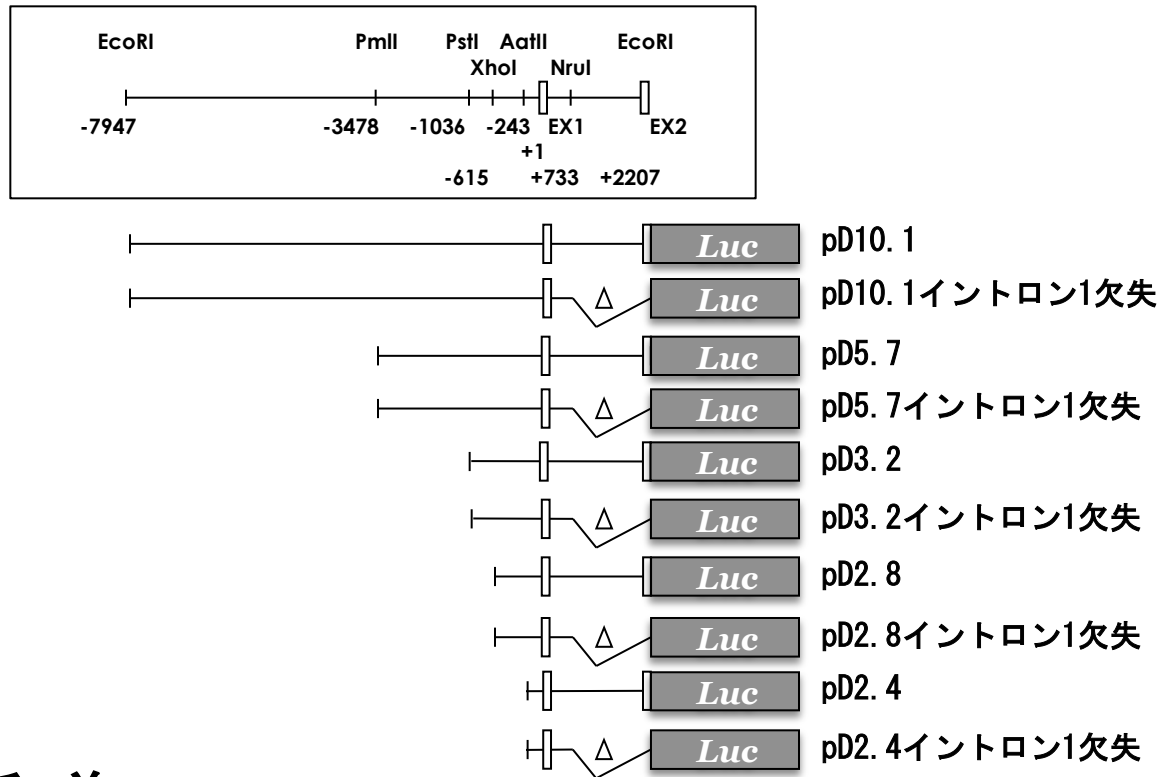 EcoRI PmlI PstI AatII EcoRI
XhoI NruI
-7947 -3478 -1036 -243 EX1 EX2
+1
-615 +733 +2207
Luc pD10.1
Δ Luc pD10.1イントロン1欠失
Luc pD5.7
Δ Luc pD5.7イントロン1欠失
Luc pD3.2
Δ Luc pD3.2イントロン1欠失
Luc pD2.8
Δ Luc pD2.8イントロン1欠失
Luc pD2.4
Δ Luc pD2.4イントロン1欠失